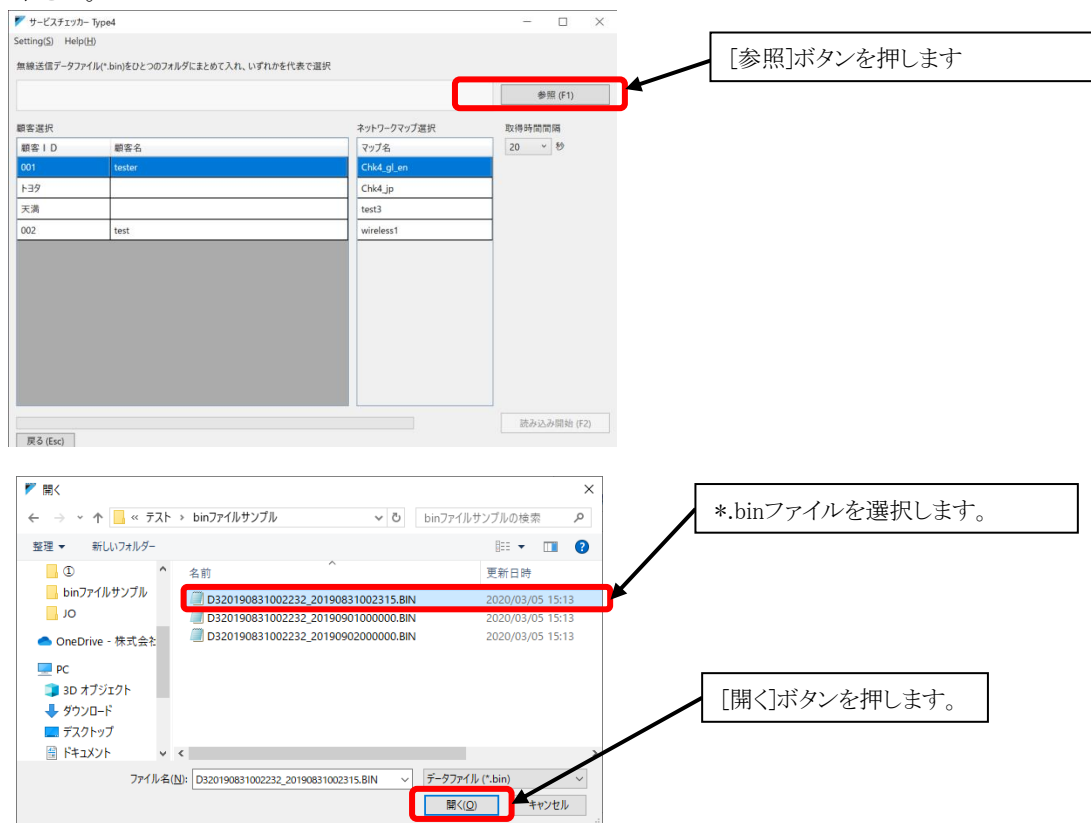 サービスチェッカー Type4
Setting(S) Help(H)
無線送信データファイル(*.bin)をひとつのフォルダにまとめて入れ、いずれかを代表で選択
参照 (F1)
[参照]ボタンを押します
顧客選択 ネットワークマップ選択 取得時間間隔
顧客ＩＤ 顧客名 マップ名 20 秒
001 tester Chk4_gl_en
トヨタ Chk4_jp
天満 test3
002 test wireless1
読み込み開始 (F2)
戻る (Esc)
開く
« テスト › binファイルサンプル binファイルサンプルの検索
*.binファイルを選択します。
整理 新しいフォルダー
① 名前 更新日時
binファイルサンプル D320190831002232_20190831002315.BIN 2020/03/05 15:13
JO D320190831002232_20190901000000.BIN 2020/03/05 15:13
OneDrive - 株式会社 D320190831002232_20190902000000.BIN 2020/03/05 15:13
PC
3D オブジェクト
[開く]ボタンを押します。
ダウンロード
デスクトップ
ドキュメント
ファイル名(N): D320190831002232_20190831002315.BIN データファイル (*.bin)
開く(O) キャンセル